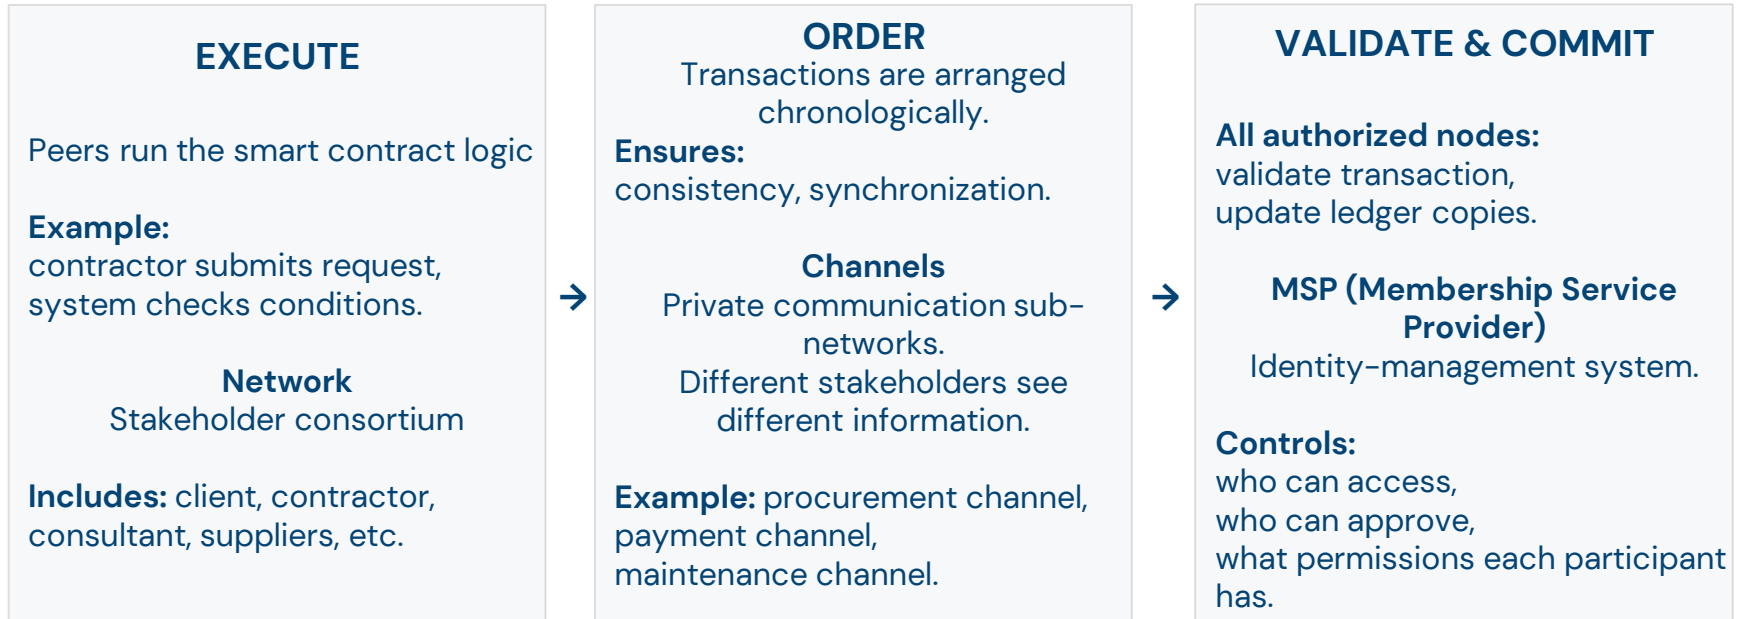 EXECUTE
Peers run the smart contract logic
Example:
contractor submits request,
system checks conditions.
Network
Stakeholder consortium
Includes: client, contractor,
consultant, suppliers, etc.
→
ORDER
Transactions are arranged
chronologically.
Ensures:
consistency, synchronization.
Channels
Private communication sub-
networks.
Different stakeholders see
different information.
Example: procurement channel,
payment channel,
maintenance channel.
→
VALIDATE & COMMIT
All authorized nodes:
validate transaction,
update ledger copies.
MSP (Membership Service
Provider)
Identity-management system.
Controls:
who can access,
who can approve,
what permissions each participant
has.